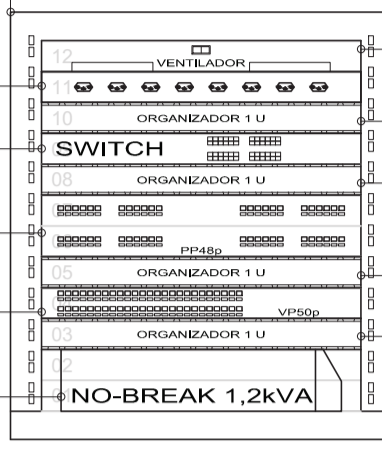 12
VENTILADOR
11
10 ORGANIZADOR 1 U
SWITCH
08 ORGANIZADOR 1 U
PP48p
05 ORGANIZADOR 1 U
VP50p
03 ORGANIZADOR 1 U
02
NO-BREAK 1,2kVA